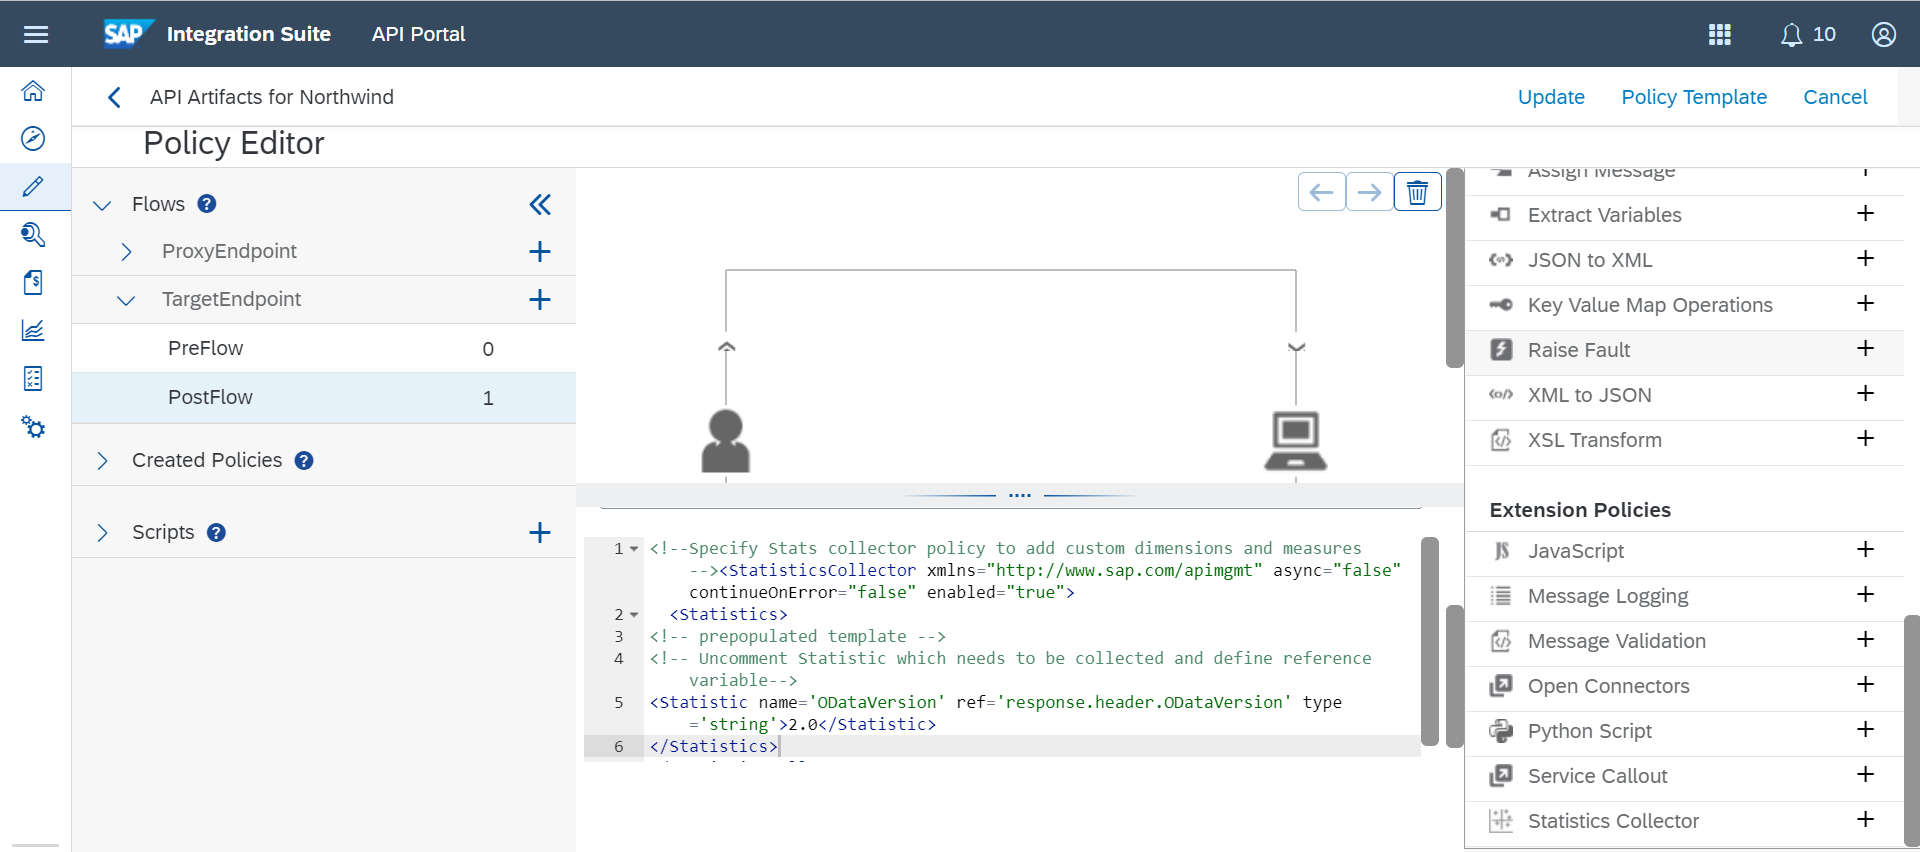 SAP Integration Suite API Portal
10
API Artifacts for Northwind
Update Policy Template Cancel
Policy Editor
Flows ?
ProxyEndpoint
TargetEndpoint
PreFlow 0
PostFlow 1
Created Policies ?
Scripts ?
1 <!--Specify Stats collector policy to add custom dimensions and measures
--><StatisticsCollector xmlns="http://www.sap.com/apimgmt" async="false"
continueOnError="false" enabled="true">
2 <Statistics>
3 <!-- prepopulated template -->
4 <!-- Uncomment Statistic which needs to be collected and define reference
variable-->
5 <Statistic name='ODataVersion' ref='response.header.ODataVersion' type
='string'>2.0</Statistic>
6 </Statistics>
Assign Message
Extract Variables
JSON to XML
Key Value Map Operations
Raise Fault
XML to JSON
XSL Transform
Extension Policies
JS JavaScript
Message Logging
Message Validation
Open Connectors
Python Script
Service Callout
Statistics Collector